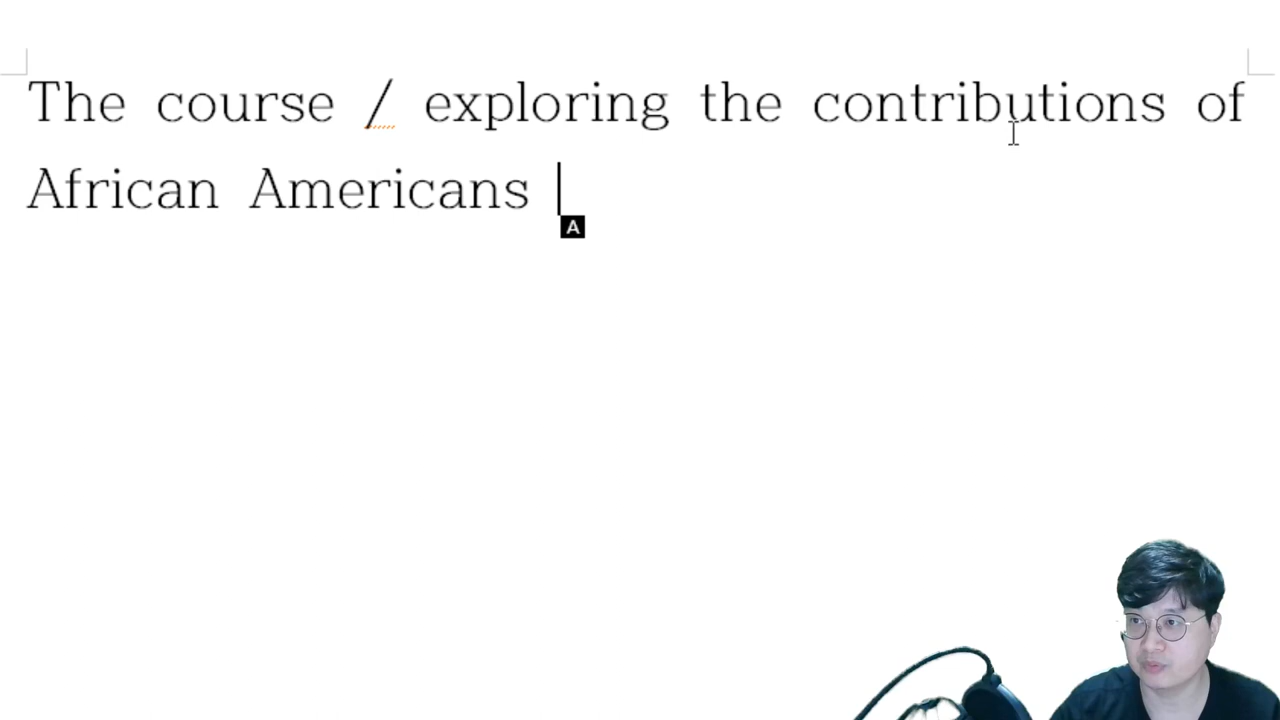 The course / exploring the contributions of
African Americans
A